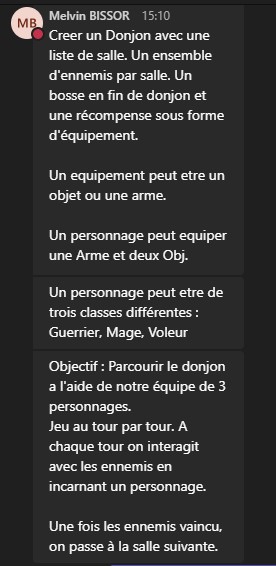 MB
Melvin BISSOR 15:10
Creer un Donjon avec une
liste de salle. Un ensemble
d'ennemis par salle. Un
bosse en fin de donjon et
une récompense sous forme
d'équipement.
Un equipement peut etre un
objet ou une arme.
Un personnage peut equiper
une Arme et deux Obj.
Un personnage peut etre de
trois classes différentes :
Guerrier, Mage, Voleur
Objectif : Parcourir le donjon
a l'aide de notre équipe de 3
personnages.
Jeu au tour par tour. A
chaque tour on interagit
avec les ennemis en
incarnant un personnage.
Une fois les ennemis vaincu,
on passe à la salle suivante.